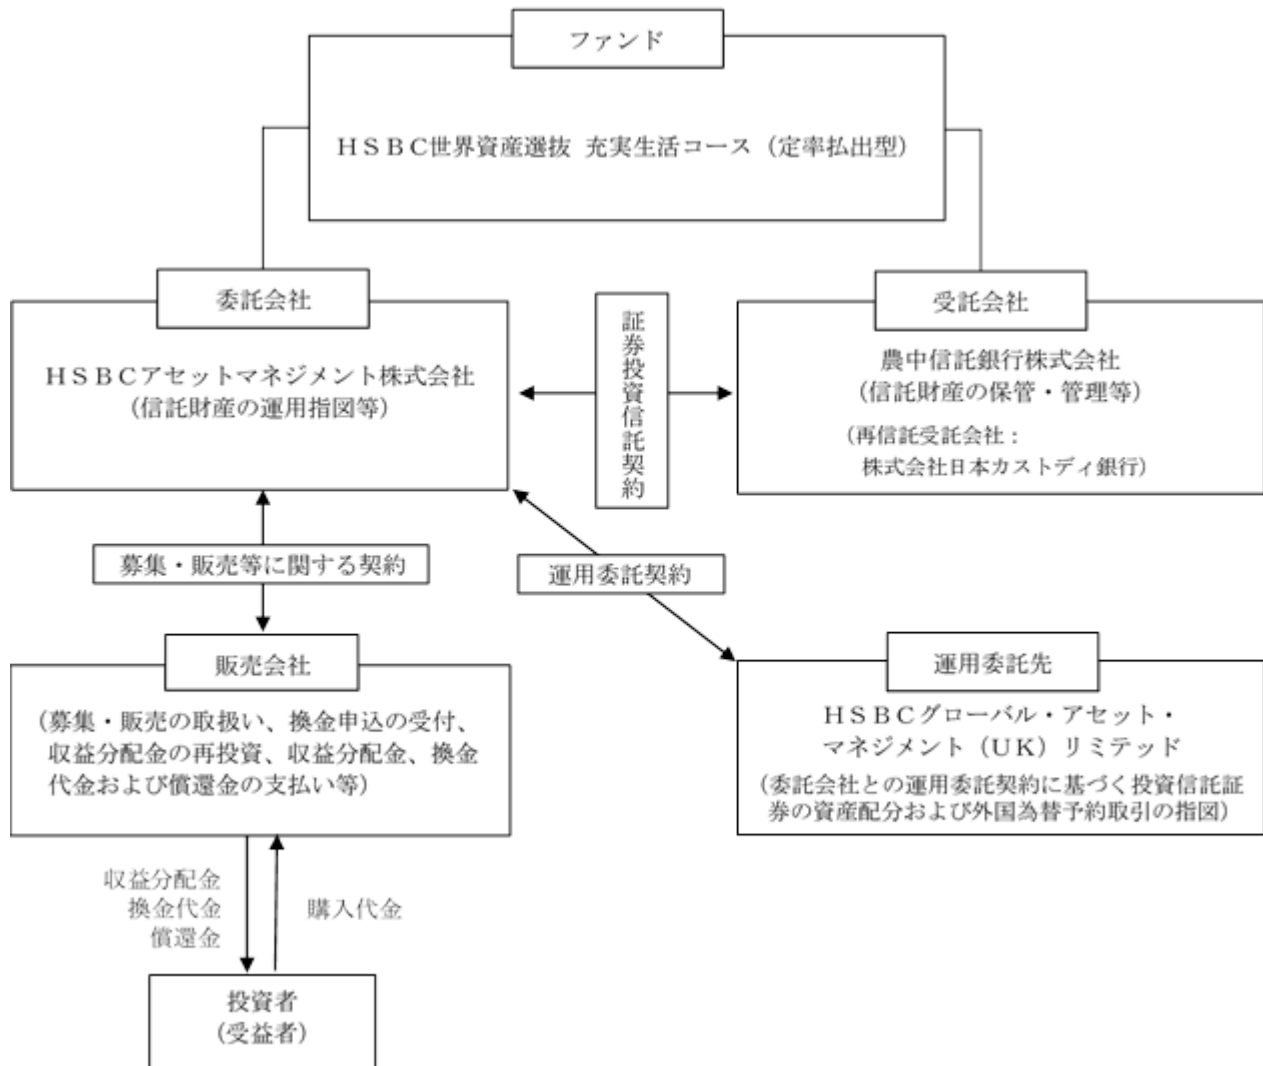 ファンド
HSBC世界資産選抜 充実生活コース（定率払出型）
委託会社
HSBCアセットマネジメント株式会社
（信託財産の運用指図等）
証券投資信託契約
受託会社
農中信託銀行株式会社
（信託財産の保管・管理等）
（再信託受託会社：
株式会社日本カストディ銀行）
募集・販売等に関する契約
運用委託契約
販売会社
（募集・販売の取扱い、換金申込の受付、
収益分配金の再投資、収益分配金、換金
代金および償還金の支払い等）
運用委託先
HSBCグローバル・アセット・
マネジメント（UK）リミテッド
（委託会社との運用委託契約に基づく投資信託証
券の資産配分および外国為替予約取引の指図）
収益分配金
換金代金
償還金
購入代金
投資者
（受益者）